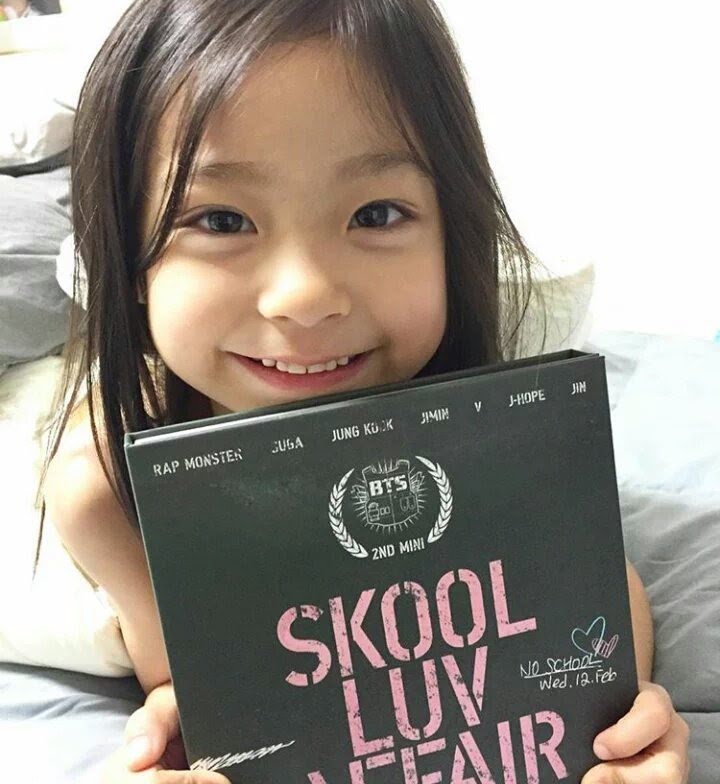 RAP MONSTER SUGA JUNG KOOK JIMIN V J-HOPE JIN
BTS
2ND MINI
SKOOL
LUV
AFFAIR
NO SCHOOL
Wed. 12. Feb